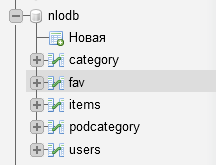 nlodb
Новая
category
fav
items
podcategory
users